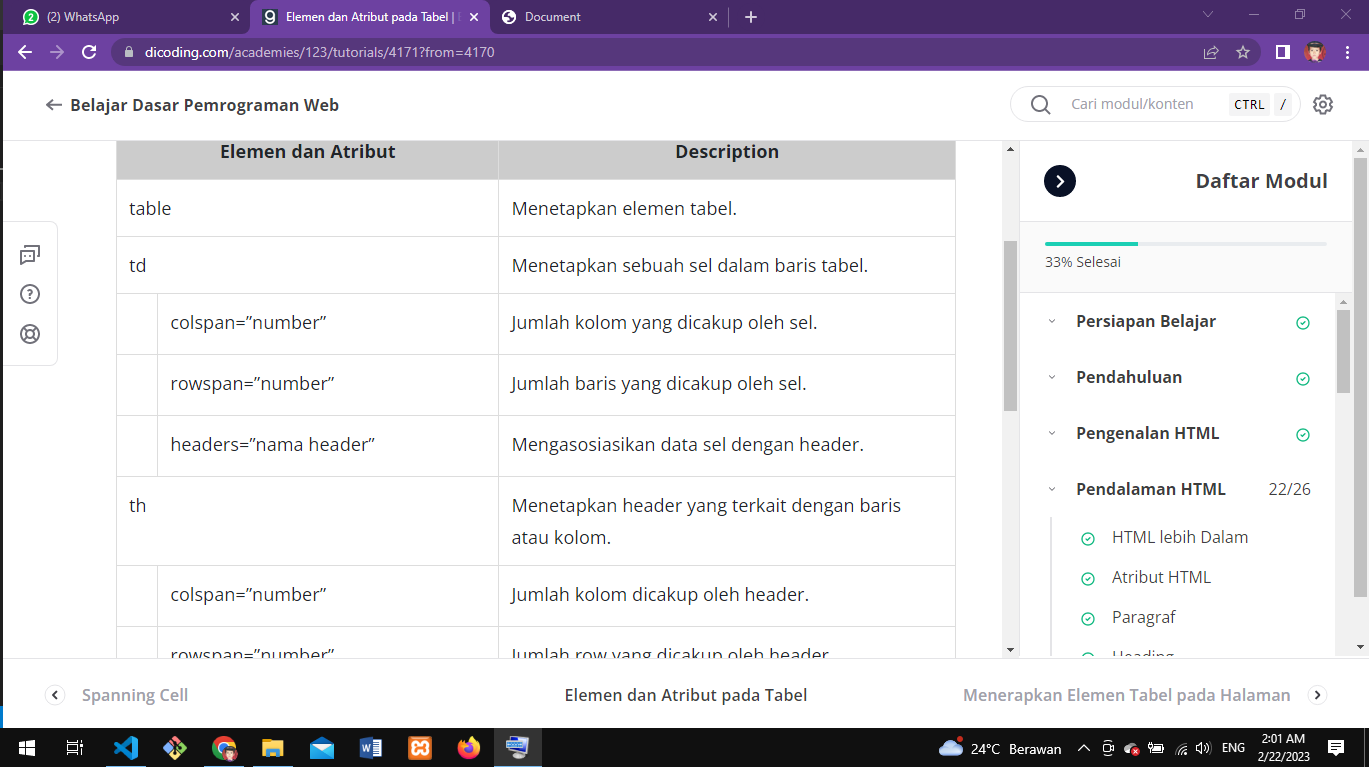 (2) WhatsApp
Elemen dan Atribut pada Tabel |
Document
dicoding.com/academies/123/tutorials/4171?from=4170
Belajar Dasar Pemrograman Web
Cari modul/konten
CTRL /
Elemen dan Atribut Description
table Menetapkan elemen tabel.
td Menetapkan sebuah sel dalam baris tabel.
colspan=”number” Jumlah kolom yang dicakup oleh sel.
rowspan=”number” Jumlah baris yang dicakup oleh sel.
headers=”nama header” Mengasosiasikan data sel dengan header.
th Menetapkan header yang terkait dengan baris
atau kolom.
colspan=”number” Jumlah kolom dicakup oleh header.
rowspan=”number” Jumlah row yang dicakup oleh header
Daftar Modul
33% Selesai
Persiapan Belajar
Pendahuluan
Pengenalan HTML
Pendalaman HTML 22/26
HTML lebih Dalam
Atribut HTML
Paragraf
Heading
Spanning Cell
Elemen dan Atribut pada Tabel
Menerapkan Elemen Tabel pada Halaman
24°C Berawan
ENG
2:01 AM
2/22/2023